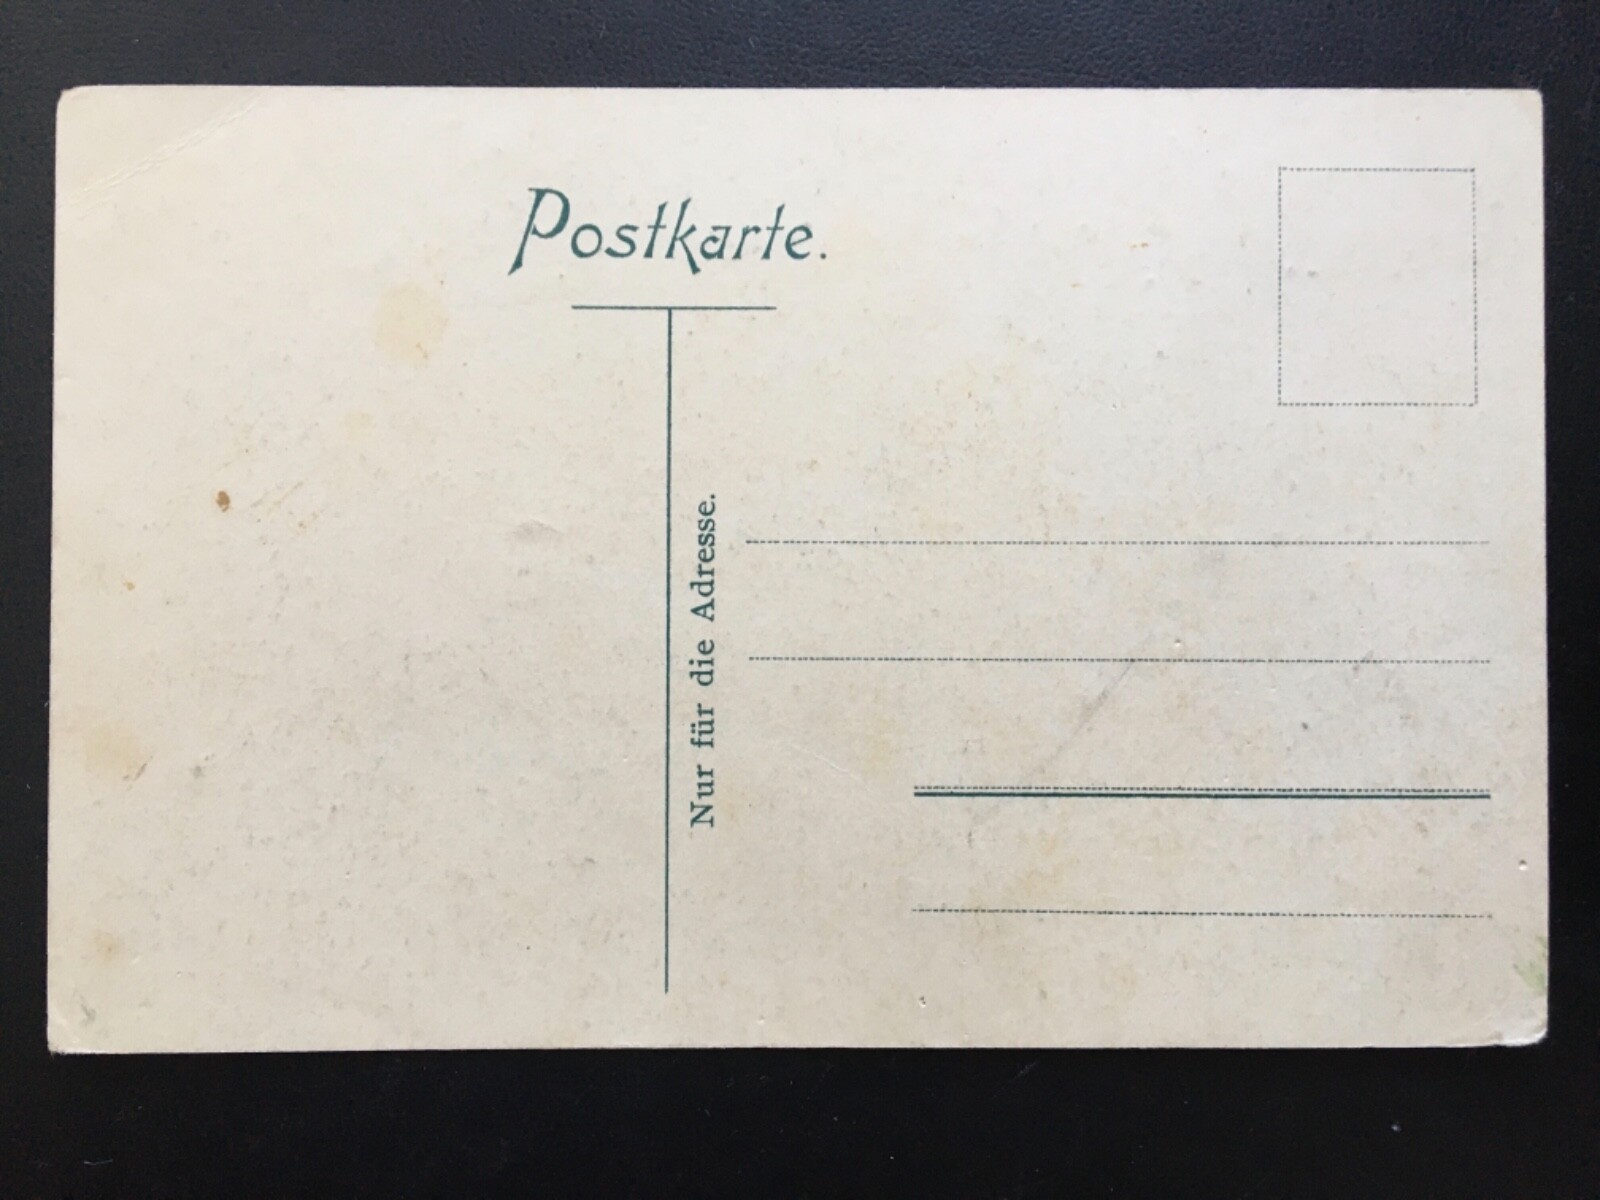 Postkarte.
Nur für die Adresse.